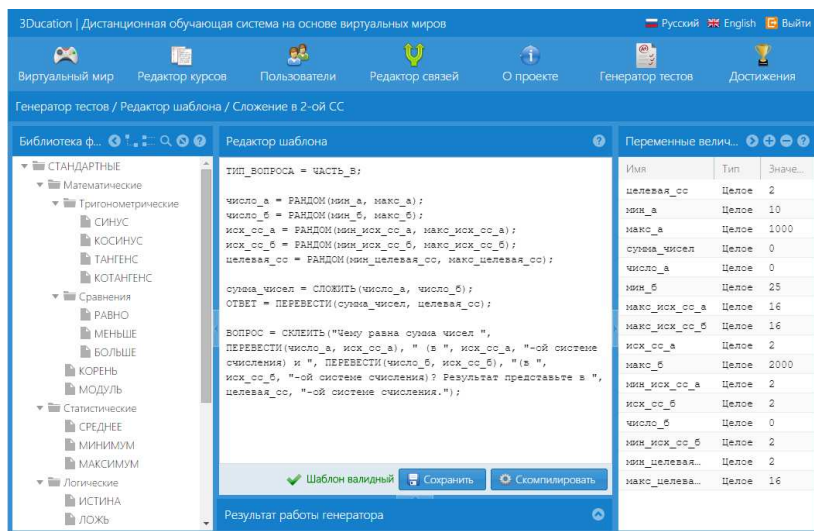 3Ducation | Дистанционная обучающая система на основе виртуальных миров
Русский English Выйти
Виртуальный мир Редактор курсов Пользователи Редактор связей О проекте Генератор тестов Достижения
Генератор тестов / Редактор шаблона / Сложение в 2-ой СС
Библиотека ф...
СТАНДАРТНЫЕ
Математические
Тригонометрические
СИНУС
КОСИНУС
ТАНГЕНС
КОТАНГЕНС
Сравнения
РАВНО
МЕНЬШЕ
БОЛЬШЕ
КОРЕНЬ
МОДУЛЬ
Статистические
СРЕДНЕЕ
МИНИМУМ
МАКСИМУМ
Логические
ИСТИНА
ЛОЖЬ
Редактор шаблона
ТИП_ВОПРОСА = ЧАСТЬ_В;
число_а = РАНДОМ(мин_а, макс_а);
число_б = РАНДОМ(мин_б, макс_б);
исх_сс_а = РАНДОМ(мин_исх_сс_а, макс_исх_сс_а);
исх_сс_б = РАНДОМ(мин_исх_сс_б, макс_исх_сс_б);
целевая_сс = РАНДОМ(мин_целевая_сс, макс_целевая_сс);
сумма_чисел = СЛОЖИТЬ(число_а, число_б);
ОТВЕТ = ПЕРЕВЕСТИ(сумма_чисел, целевая_сс);
ВОПРОС = СКЛЕИТЬ("Чему равна сумма чисел ",
ПЕРЕВЕСТИ(число_а, исх_сс_а), " (в ", исх_сс_а, "-ой системе
счисления) и ", ПЕРЕВЕСТИ(число_б, исх_сс_б), "(в ",
исх_сс_б, "-ой системе счисления)? Результат представьте в ",
целевая_сс, "-ой системе счисления.");
Шаблон валидный Сохранить Скомпилировать
Результат работы генератора
Переменные велич...
Имя Тип Значе...
целевая_сс Целое 2
мин_а Целое 10
макс_а Целое 1000
сумма_чисел Целое 0
число_а Целое 0
мин_б Целое 25
макс_исх_сс_а Целое 16
макс_исх_сс_б Целое 16
исх_сс_а Целое 2
макс_б Целое 2000
мин_исх_сс_а Целое 2
исх_сс_б Целое 2
число_б Целое 0
мин_исх_сс_б Целое 2
мин_целевая... Целое 2
макс_целева... Целое 16